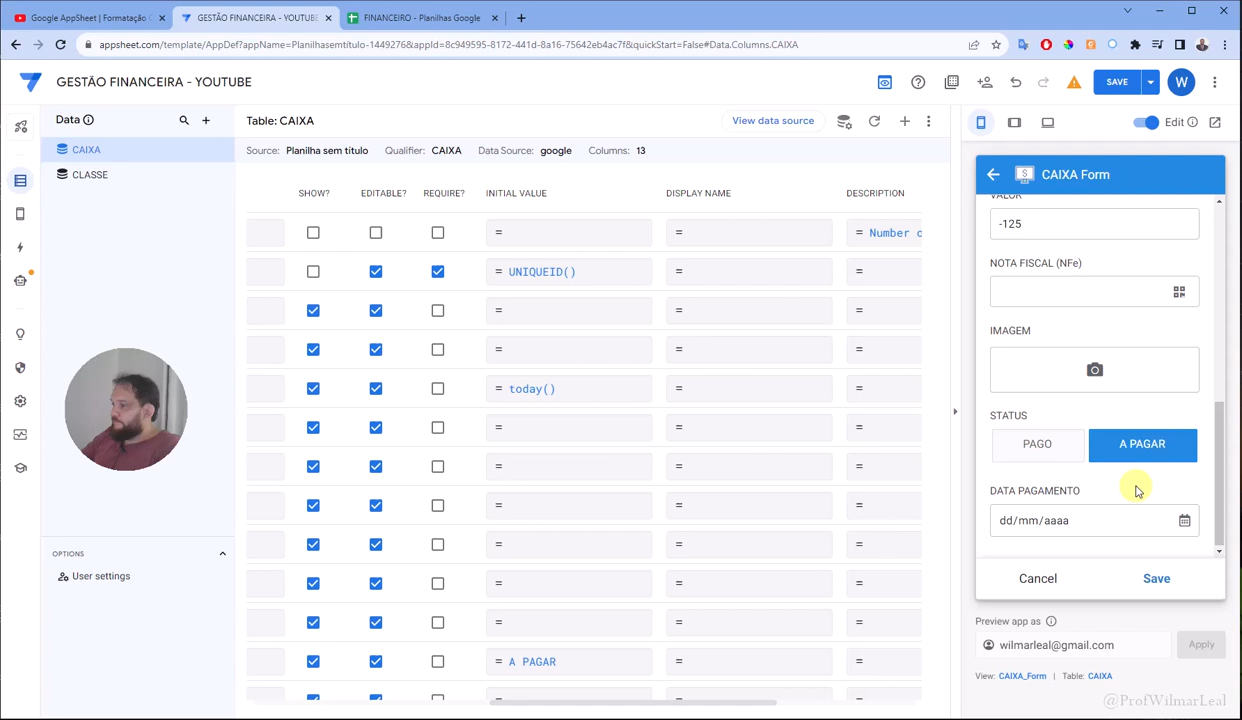 Google AppSheet | Formatação C
GESTÃO FINANCEIRA - YOUTUBE
FINANCEIRO - Planilhas Google
appsheet.com/template/AppDef?appName=Planilhasemtítulo-1449276&appId=8c949595-8172-441d-8a16-75642eb4ac7f&quickStart=False#Data.Columns.CAIXA
GESTÃO FINANCEIRA - YOUTUBE
SAVE
W
Data
Table: CAIXA
View data source
Edit
CAIXA
CLASSE
Source: Planilha sem título Qualifier: CAIXA Data Source: google Columns: 13
SHOW? EDITABLE? REQUIRE? INITIAL VALUE DISPLAY NAME DESCRIPTION
= = = Number o
= UNIQUEID() = =
= = =
= = =
= today() = =
= = =
= = =
= = =
= = =
= = =
= = =
= A PAGAR = =
= = =
OPTIONS
User settings
CAIXA Form
VALOR
-125
NOTA FISCAL (NFe)
IMAGEM
STATUS
PAGO A PAGAR
DATA PAGAMENTO
dd/mm/aaaa
Cancel Save
Preview app as
wilmarleal@gmail.com Apply
View: CAIXA_Form | Table: CAIXA
@ProfWilmarLeal